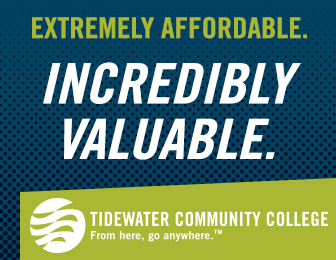 EXTREMELY AFFORDABLE.
INCREDIBLY
VALUABLE.
TIDEWATER COMMUNITY COLLEGE
From here, go anywhere.™